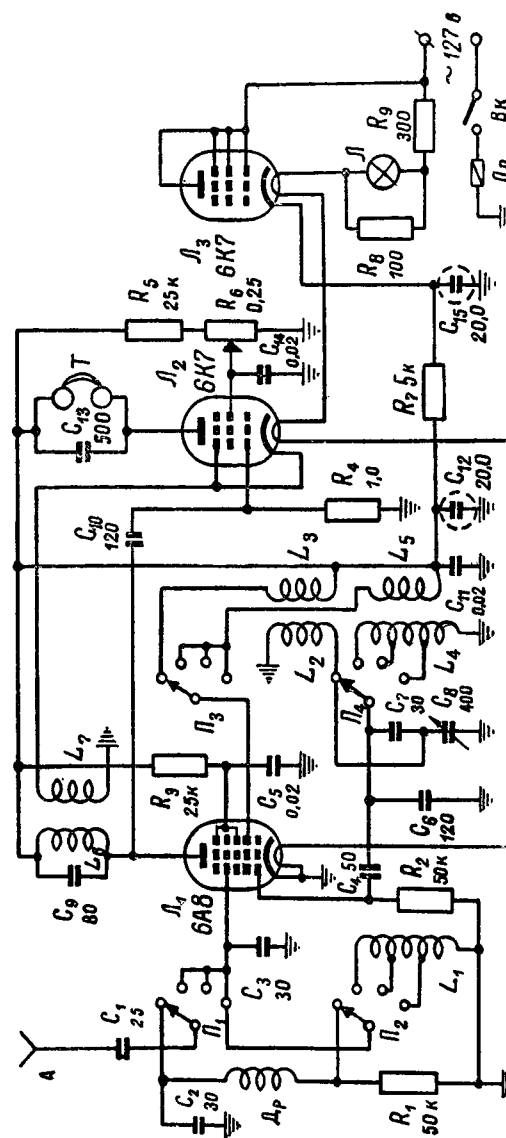 А
C₁
25
C₂
30
Др
R₁
50к
П₁
П₂
L₁
C₃
30
Л₁
6А8
C₉
80
L₆
L₇
R₃
25к
C₅
0,02
C₄ 50
R₂
50к
C₆
120
П₃
П₄
C₇
30
C₈
400
L₂
L₃
L₄
L₅
C₁₀
120
R₄
1,0
C₁₁
0,02
C₁₂
20,0
C₁₃
500
Т
Л₂
6К7
R₅
25к
R₆
0,25
C₁₄
0,02
R₇ 5к
C₁₅
20,0
Л₃
6К7
R₈
100
Л
R₉
300
~ 127 в
Вк
Пр